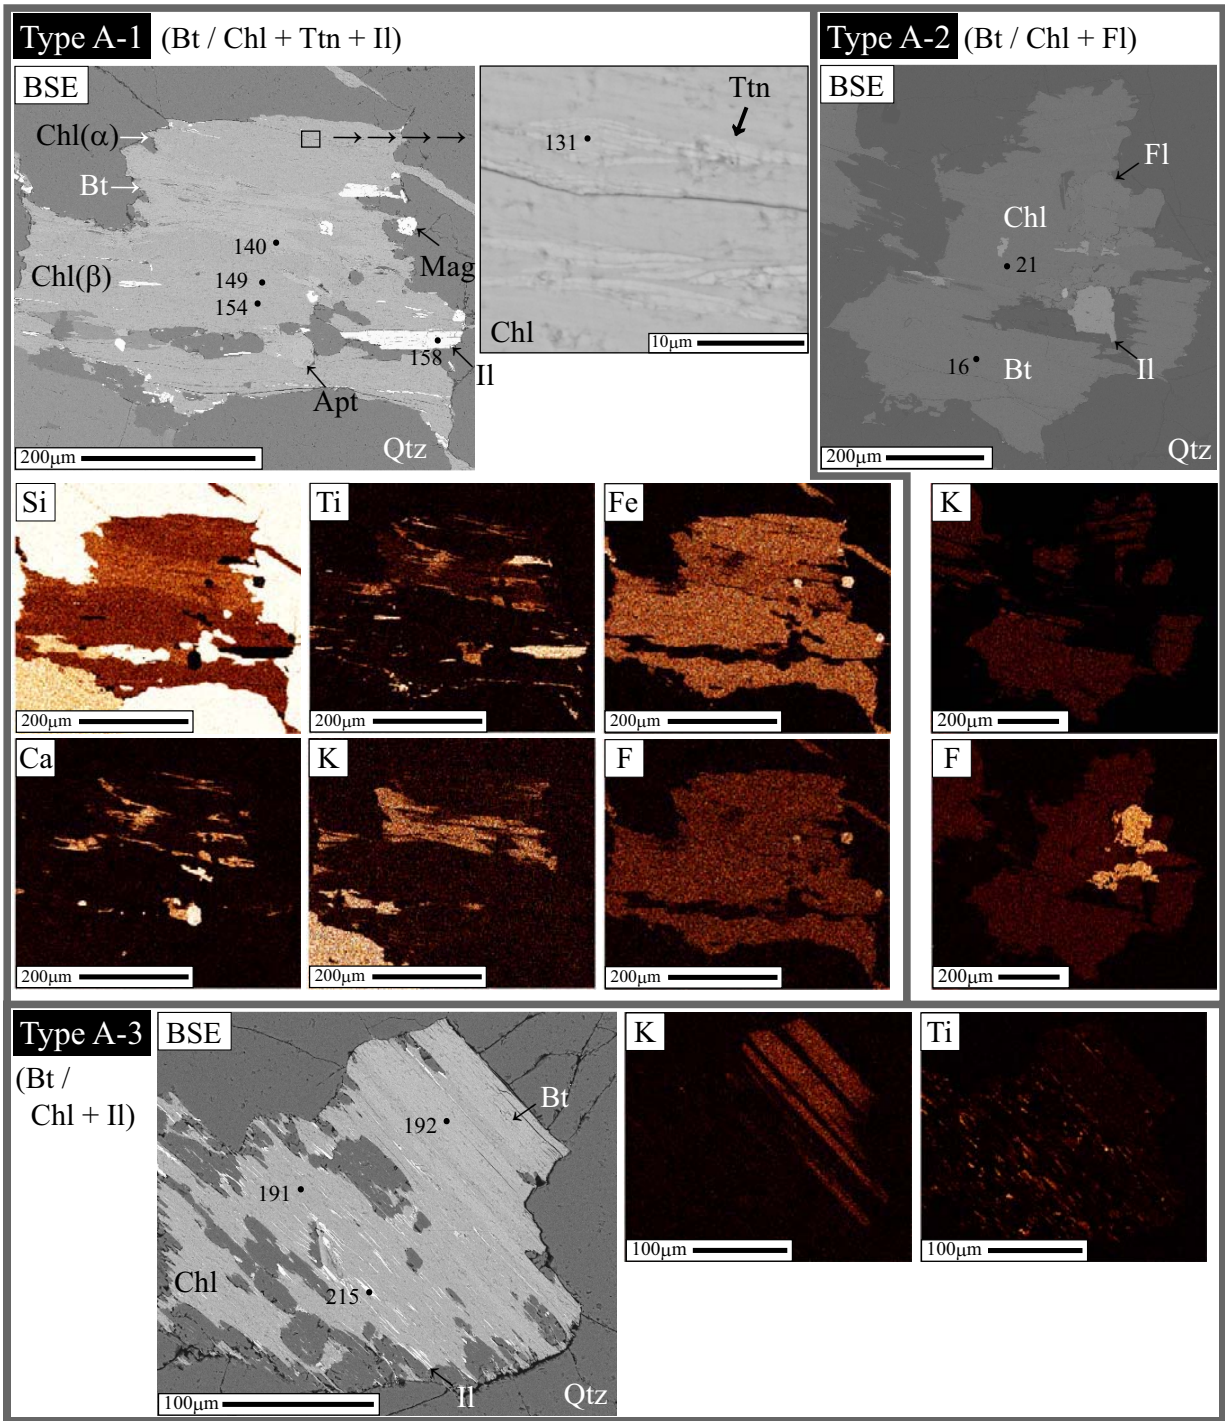 Type A-1 (Bt / Chl + Ttn + Il)
BSE
Chl(α)→
→ → → →
Bt→
140
149
154
Chl(β)
Mag
158
Il
Apt
Qtz
200μm
Ttn
131
Chl
10μm
Type A-2 (Bt / Chl + Fl)
BSE
Fl
Chl
21
16
Bt
Il
Qtz
200μm
Si
200μm
Ti
200μm
Fe
200μm
K
200μm
Ca
200μm
K
200μm
F
200μm
F
200μm
Type A-3
(Bt /
Chl + Il)
BSE
Bt
192
191
Chl
215
Il
Qtz
100μm
K
100μm
Ti
100μm